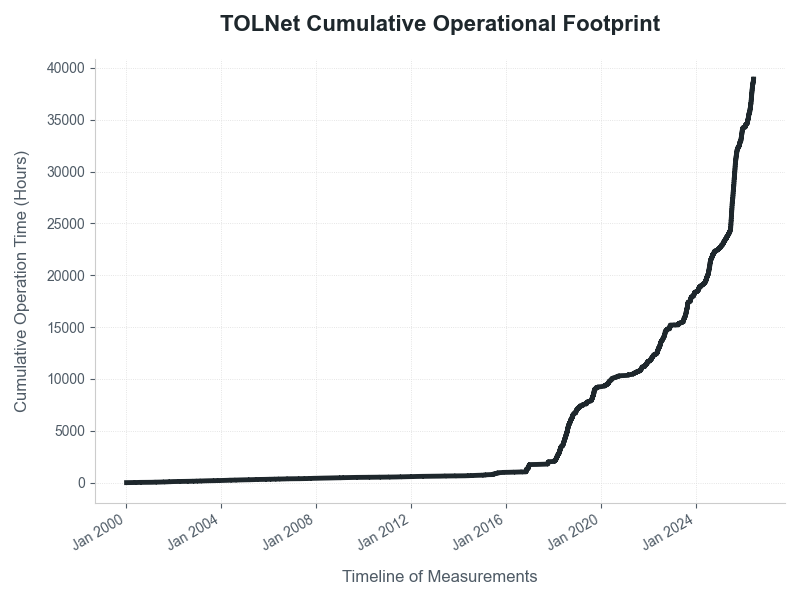 TOLNet Cumulative Operational Footprint
Cumulative Operation Time (Hours)
40000
35000
30000
25000
20000
15000
10000
5000
0
Jan 2000
Jan 2004
Jan 2008
Jan 2012
Jan 2016
Jan 2020
Jan 2024
Timeline of Measurements